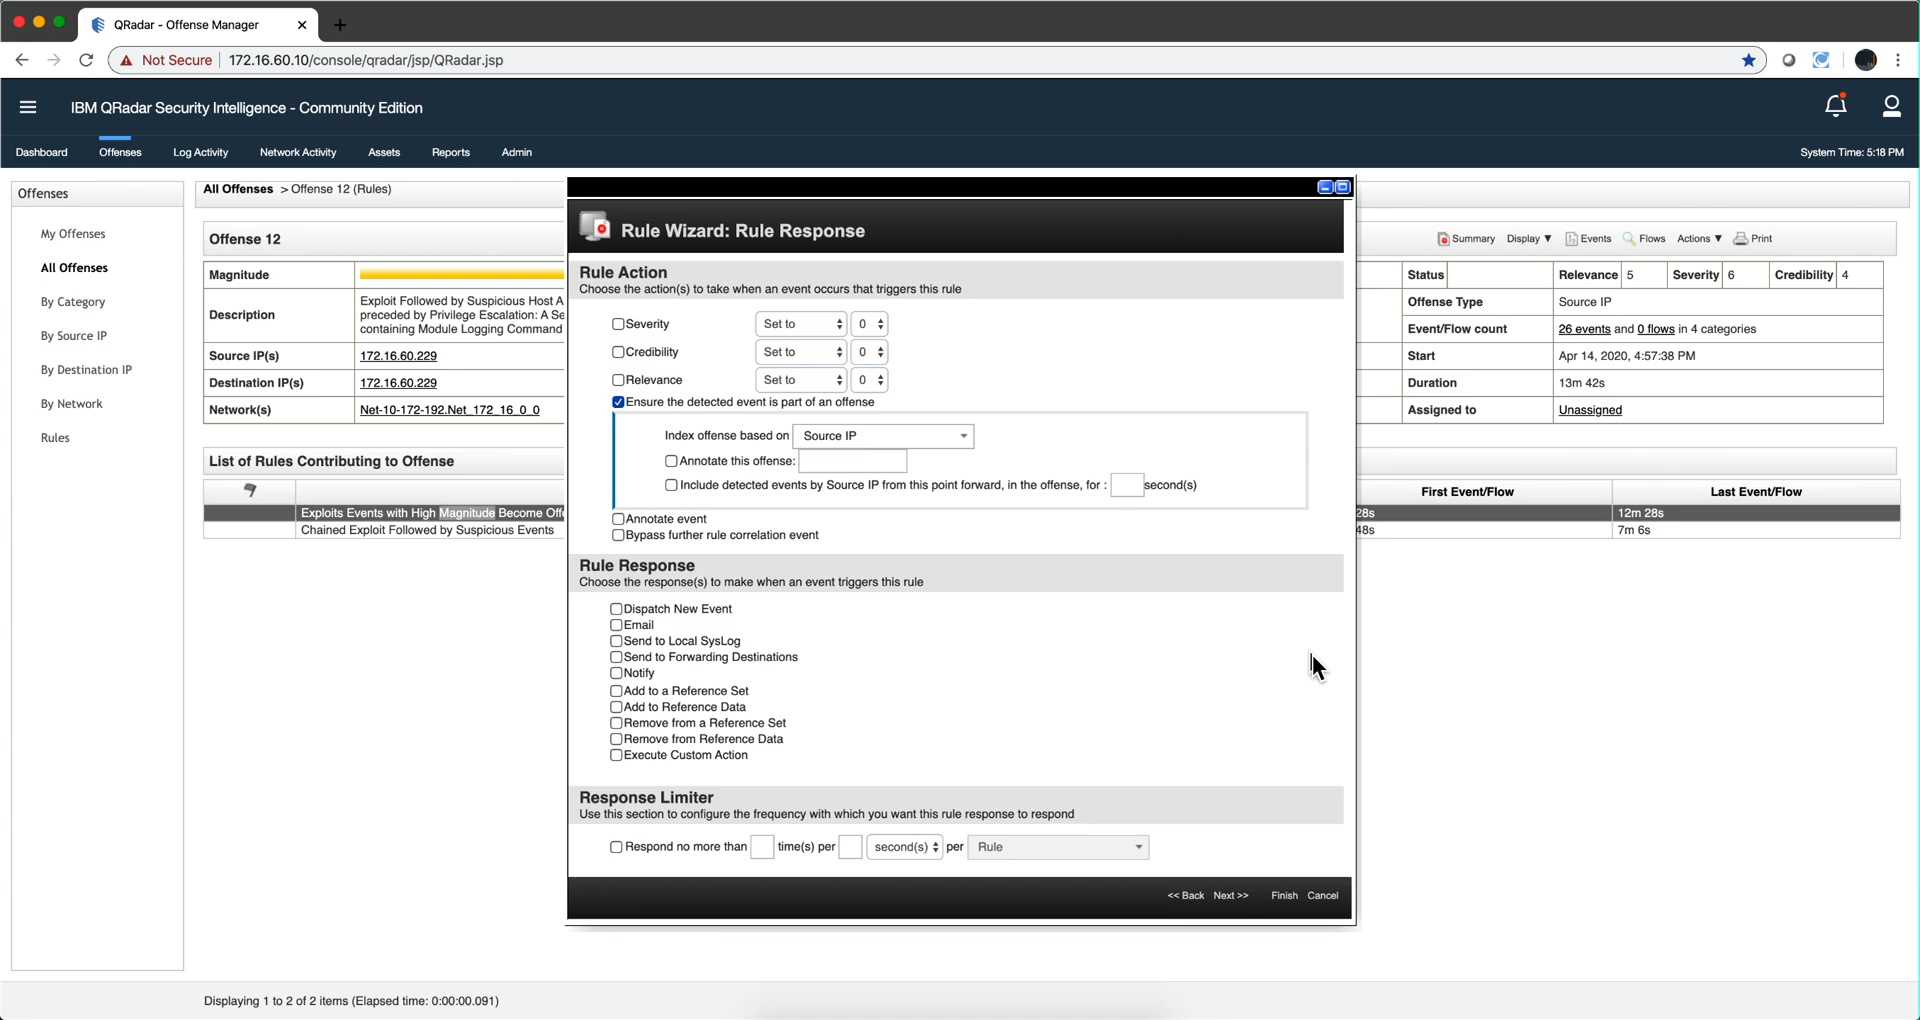 QRadar - Offense Manager
Not Secure 172.16.60.10/console/qradar/jsp/QRadar.jsp
IBM QRadar Security Intelligence - Community Edition
Dashboard Offenses Log Activity Network Activity Assets Reports Admin System Time: 5:18 PM
Offenses
My Offenses
All Offenses
By Category
By Source IP
By Destination IP
By Network
Rules
All Offenses > Offense 12 (Rules)
Offense 12
Magnitude
Description
Exploit Followed by Suspicious Host A
preceded by Privilege Escalation: A Se
containing Module Logging Command
Source IP(s) 172.16.60.229
Destination IP(s) 172.16.60.229
Network(s) Net-10-172-192.Net_172_16_0_0
List of Rules Contributing to Offense
Exploits Events with High Magnitude Become Offe
Chained Exploit Followed by Suspicious Events
Rule Wizard: Rule Response
Rule Action
Choose the action(s) to take when an event occurs that triggers this rule
Severity Set to 0
Credibility Set to 0
Relevance Set to 0
Ensure the detected event is part of an offense
Index offense based on Source IP
Annotate this offense:
Include detected events by Source IP from this point forward, in the offense, for : second(s)
Annotate event
Bypass further rule correlation event
Rule Response
Choose the response(s) to make when an event triggers this rule
Dispatch New Event
Email
Send to Local SysLog
Send to Forwarding Destinations
Notify
Add to a Reference Set
Add to Reference Data
Remove from a Reference Set
Remove from Reference Data
Execute Custom Action
Response Limiter
Use this section to configure the frequency with which you want this rule response to respond
Respond no more than time(s) per second(s) per Rule
<< Back Next >> Finish Cancel
Summary Display ▼ Events Flows Actions ▼ Print
Status Relevance 5 Severity 6 Credibility 4
Offense Type Source IP
Event/Flow count 26 events and 0 flows in 4 categories
Start Apr 14, 2020, 4:57:38 PM
Duration 13m 42s
Assigned to Unassigned
First Event/Flow Last Event/Flow
28s 12m 28s
48s 7m 6s
Displaying 1 to 2 of 2 items (Elapsed time: 0:00:00.091)